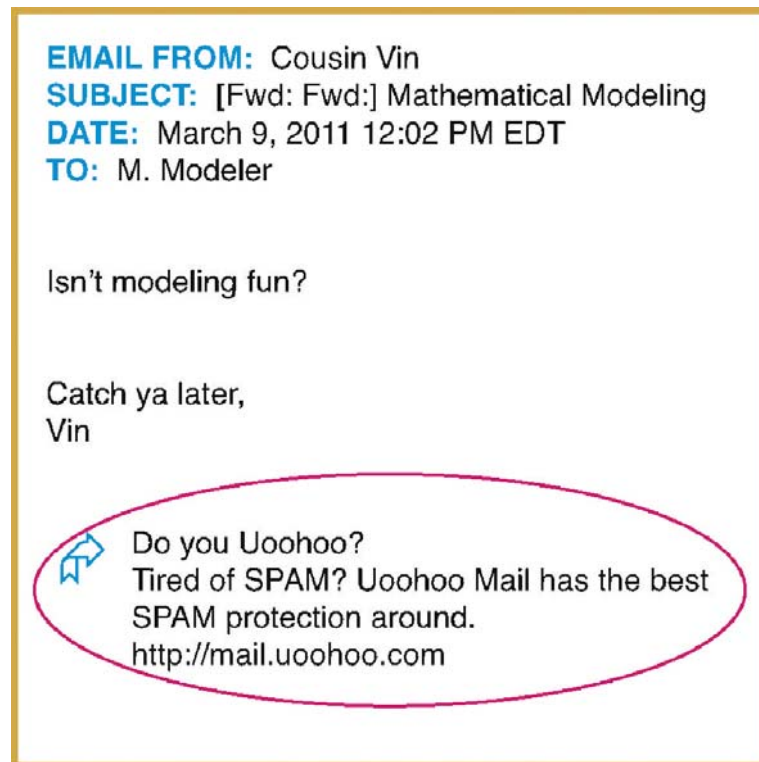 EMAIL FROM: Cousin Vin
SUBJECT: [Fwd: Fwd:] Mathematical Modeling
DATE: March 9, 2011 12:02 PM EDT
TO: M. Modeler
Isn't modeling fun?
Catch ya later,
Vin
Do you Uoohoo?
Tired of SPAM? Uoohoo Mail has the best
SPAM protection around.
http://mail.uoohoo.com